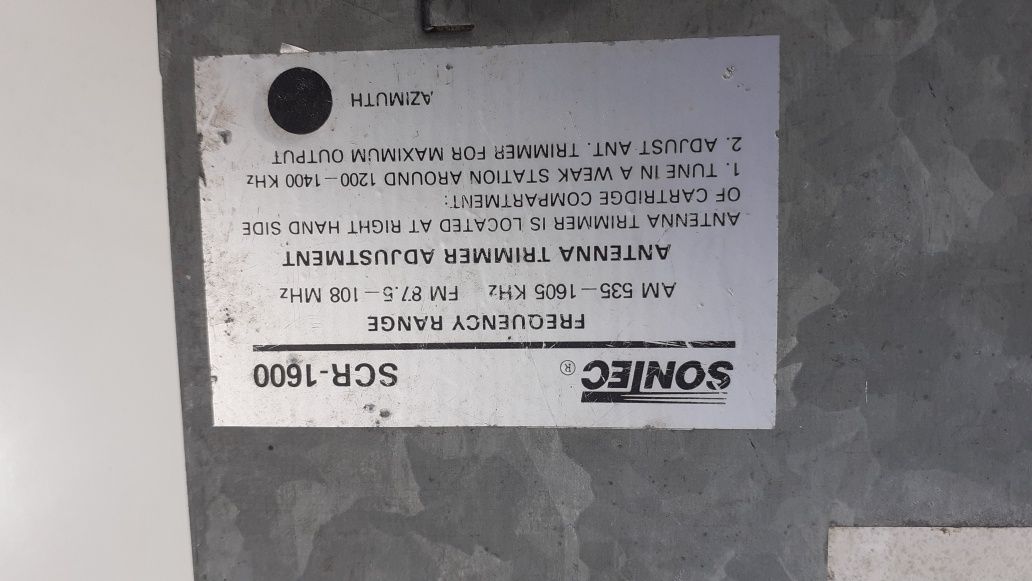 SONTEC ® SCR-1600
FREQUENCY RANGE
AM 535–1605 KHz FM 87.5–108 MHz
ANTENNA TRIMMER ADJUSTMENT
ANTENNA TRIMMER IS LOCATED AT RIGHT HAND SIDE
OF CARTRIDGE COMPARTMENT:
1. TUNE IN A WEAK STATION AROUND 1200–1400 KHz
2. ADJUST ANT. TRIMMER FOR MAXIMUM OUTPUT
AZIMUTH